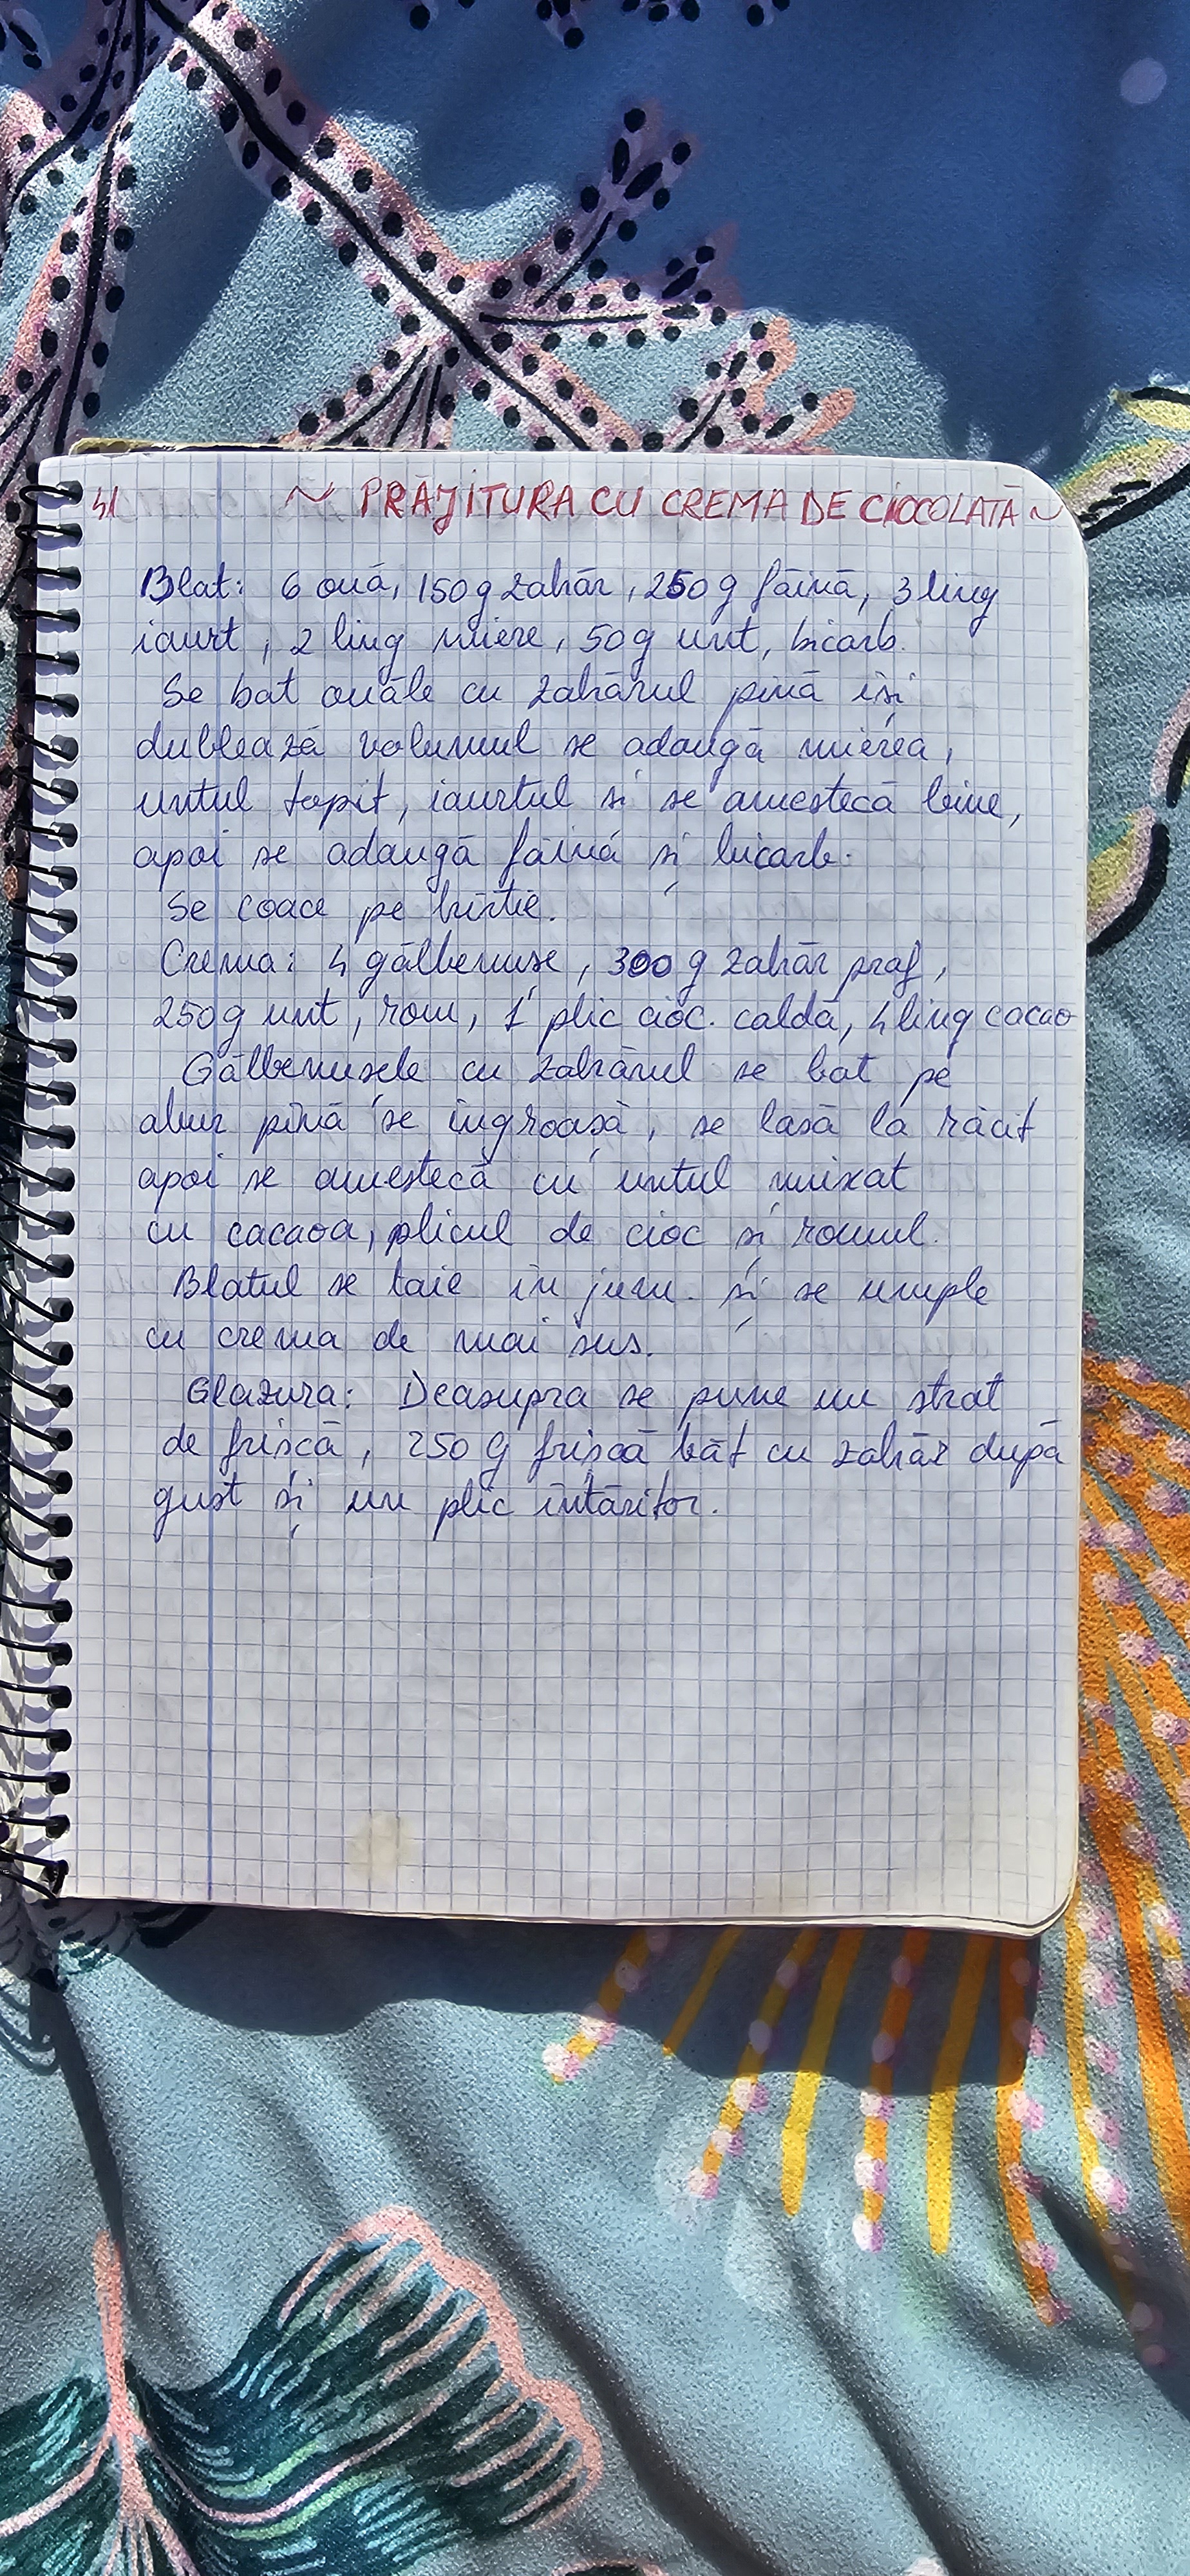 41 ~ PRĂJITURA CU CREMA DE CIOCOLATĂ ~
Blat: 6 ouă, 150 g zahăr, 250 g făină, 3 ling
iaurt, 2 ling miere, 50 g unt, bicarb.
Se bat ouăle cu zahărul pînă își
dublează volumul se adaugă mierea,
untul topit, iaurtul și se amestecă bine,
apoi se adaugă făină și bicarb.
Se coace pe hîrtie.
Crema: 4 gălbenușe, 300 g zahăr praf,
250 g unt, rom, 1 plic cioc. caldă, 4 ling cacao
Gălbenușele cu zahărul se bat pe
abur pînă se îngroașă, se lasă la răcit
apoi se amestecă cu untul mixat
cu cacaoa, plicul de cioc și romul.
Blatul se taie în jum. și se umple
cu crema de mai sus.
Glazura: Deasupra se pune un strat
de frișcă, 250 g frișcă băt cu zahăr după
gust și un plic întăritor.